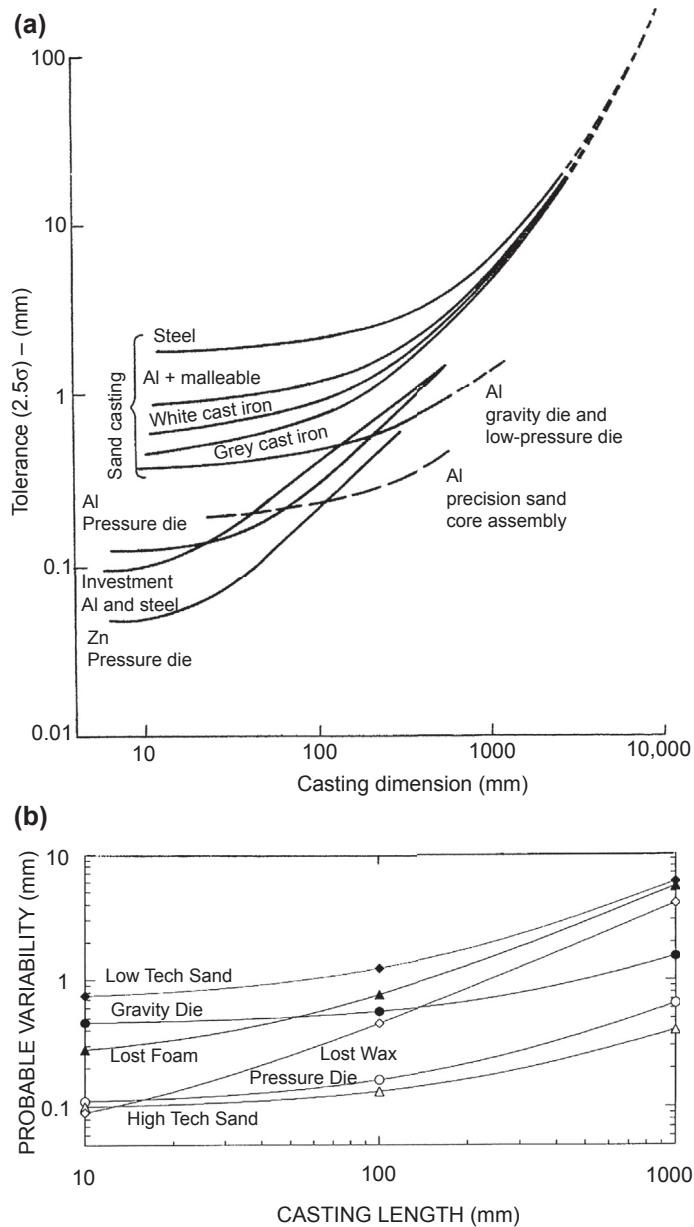 (a)
100
10
1
0.1
0.01
Tolerance (2.5σ) – (mm)
Sand casting
Steel
Al + malleable
White cast iron
Grey cast iron
Al
Pressure die
Investment
Al and steel
Zn
Pressure die
Al
gravity die and
low-pressure die
Al
precision sand
core assembly
10
100
1000
10,000
Casting dimension (mm)
(b)
10
1
0.1
PROBABLE VARIABILITY (mm)
Low Tech Sand
Gravity Die
Lost Foam
Lost Wax
Pressure Die
High Tech Sand
10
100
1000
CASTING LENGTH (mm)